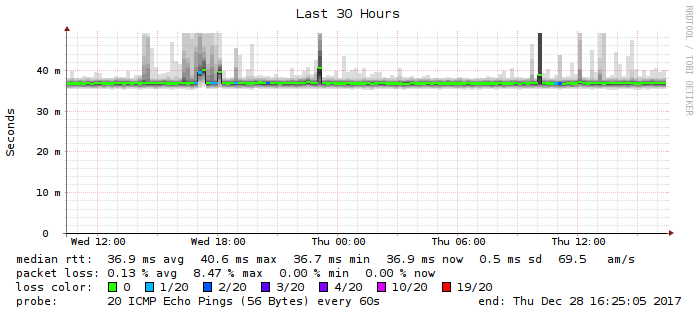 Last 30 Hours
RRDTOOL / TOBI OETIKER
Seconds
40 m
30 m
20 m
10 m
0
Wed 12:00 Wed 18:00 Thu 00:00 Thu 06:00 Thu 12:00
median rtt: 36.9 ms avg 40.6 ms max 36.7 ms min 36.9 ms now 0.5 ms sd 69.5 am/s
packet loss: 0.13 % avg 8.47 % max 0.00 % min 0.00 % now
loss color: 0 1/20 2/20 3/20 4/20 10/20 19/20
probe: 20 ICMP Echo Pings (56 Bytes) every 60s end: Thu Dec 28 16:25:05 2017